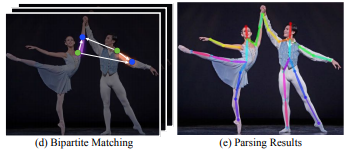 (d) Bipartite Matching
(e) Parsing Results